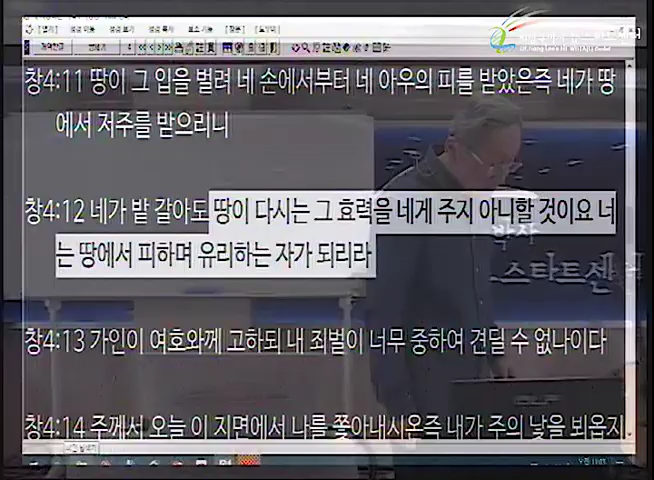 창4:11 땅이 그 입을 벌려 네 손에서부터 네 아우의 피를 받았은즉 네가 땅
에서 저주를 받으리니
창4:12 네가 밭 갈아도 땅이 다시는 그 효력을 네게 주지 아니할 것이요 너
는 땅에서 피하며 유리하는 자가 되리라
스타트센
창4:13 가인이 여호와께 고하되 내 죄벌이 너무 중하여 견딜 수 없나이다
창4:14 주께서 오늘 이 지면에서 나를 쫓아내시온즉 내가 주의 낯을 뵈옵지